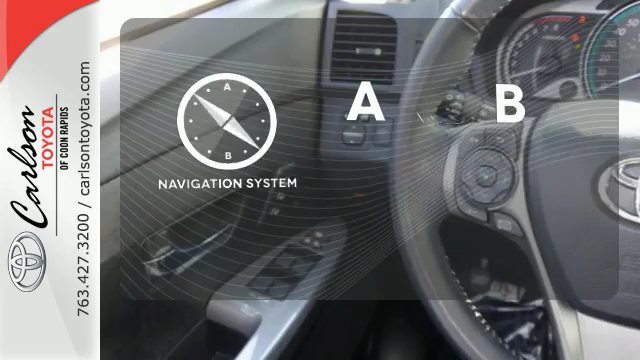 Carlson
TOYOTA
OF COON RAPIDS
763.427.3200 / carlsontoyota.com
A
B
NAVIGATION SYSTEM
A
B